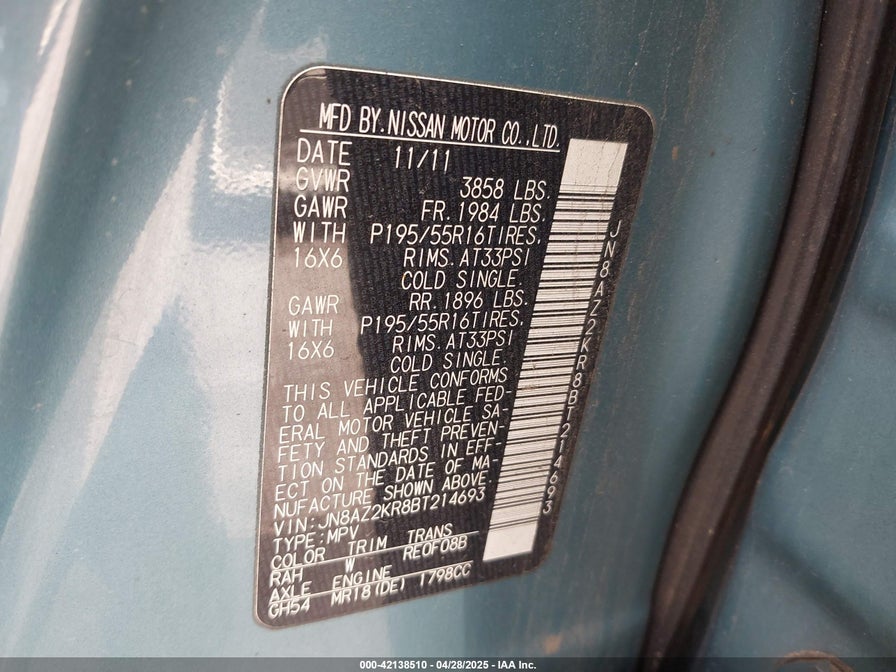 MFD BY.NISSAN MOTOR CO.,LTD.
DATE 11/11
GVWR 3858 LBS.
GAWR FR. 1984 LBS.
WITH P195/55R16TIRES.
16X6 RIMS.AT33PSI
COLD SINGLE.
GAWR RR. 1896 LBS.
WITH P195/55R16TIRES.
16X6 RIMS.AT33PSI
COLD SINGLE.
THIS VEHICLE CONFORMS
TO ALL APPLICABLE FED-
ERAL MOTOR VEHICLE SA-
FETY AND THEFT PREVEN-
TION STANDARDS IN EFF-
ECT ON THE DATE OF MA-
NUFACTURE SHOWN ABOVE.
VIN:JN8AZ2KR8BT214693
TYPE:MPV
COLOR TRIM TRANS
RAH W RE0F08B
AXLE ENGINE
GH54 MR18(DE) 1798CC
JN8AZ2KR8BT214693
000-42138510 - 04/28/2025 - IAA Inc.